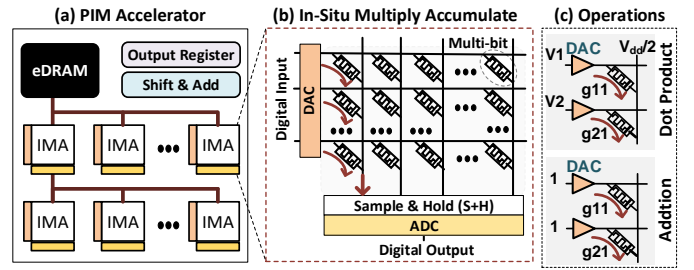 (a) PIM Accelerator
eDRAM
Output Register
Shift & Add
IMA
IMA
•••
IMA
IMA
IMA
•••
IMA
(b) In-Situ Multiply Accumulate
Multi-bit
Digital Input
DAC
•••
•••
•••
•••
•••
Sample & Hold (S+H)
ADC
Digital Output
(c) Operations
V1
DAC
Vdd/2
g11
V2
g21
Dot Product
DAC
1
g11
1
g21
Addtion